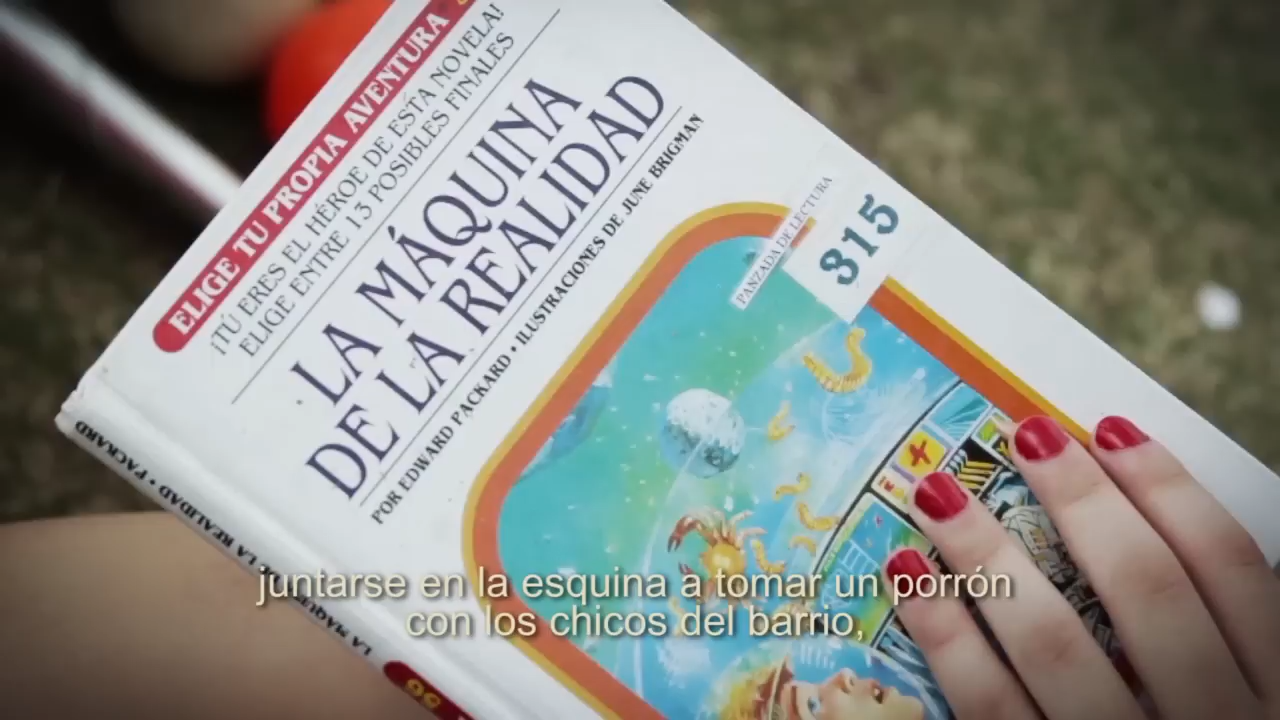 ELIGE TU PROPIA AVENTURA
¡TÚ ERES EL HÉROE DE ESTA NOVELA!
ELIGE ENTRE 13 POSIBLES FINALES
LA MÁQUINA
DE LA REALIDAD
POR EDWARD PACKARD • ILUSTRACIONES DE JUNE BRIGMAN
PANZADA DE LECTURA
315
LA MÁQUINA DE LA REALIDAD • PACKARD
juntarse en la esquina a tomar un porrón
con los chicos del barrio,